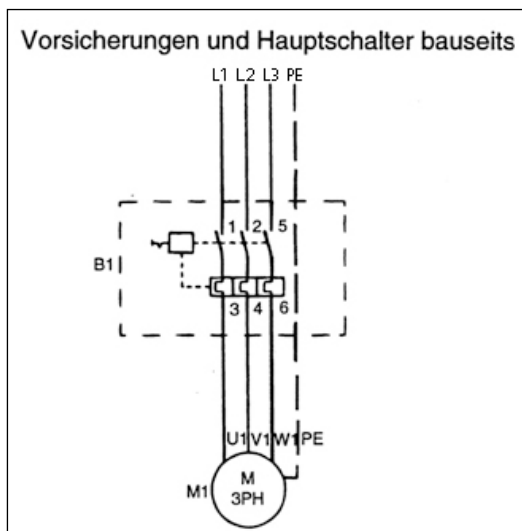 Vorsicherungen und Hauptschalter bauseits
L1 L2 L3 PE
1 2 5
B1
3 4 6
U1 V1 W1 PE
M1
M
3PH